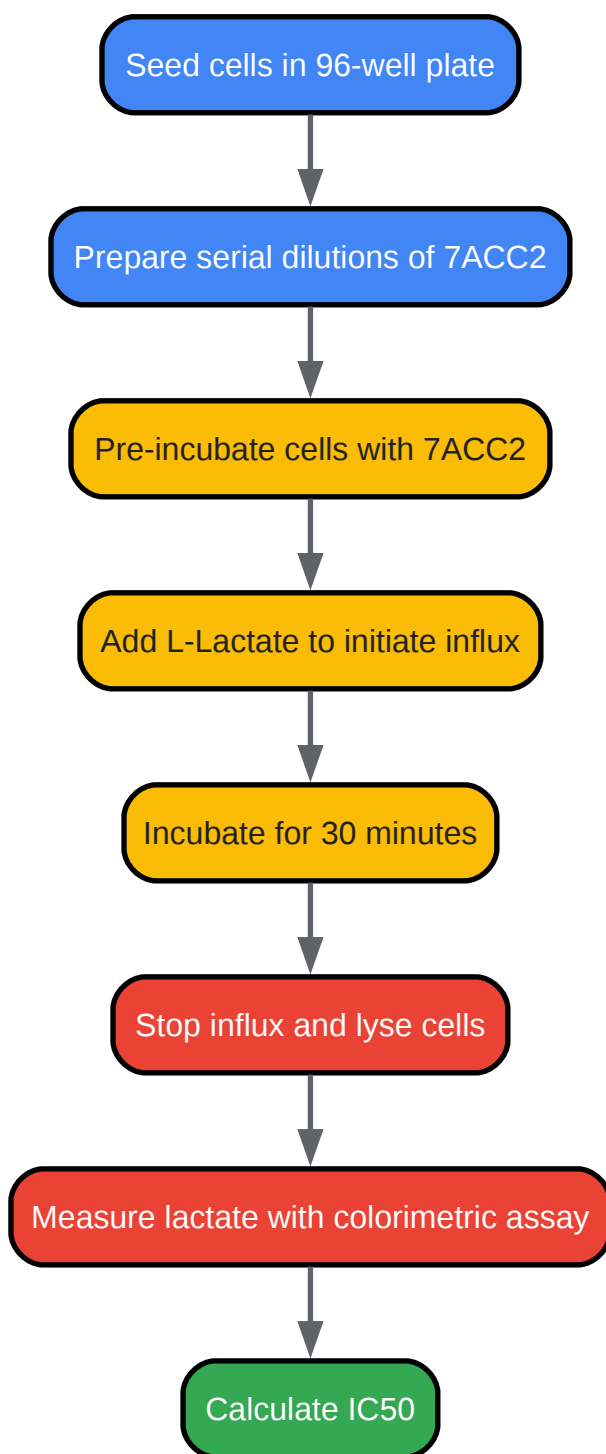 Seed cells in 96-well plate
Prepare serial dilutions of 7ACC2
Pre-incubate cells with 7ACC2
Add L-Lactate to initiate influx
Incubate for 30 minutes
Stop influx and lyse cells
Measure lactate with colorimetric assay
Calculate IC50